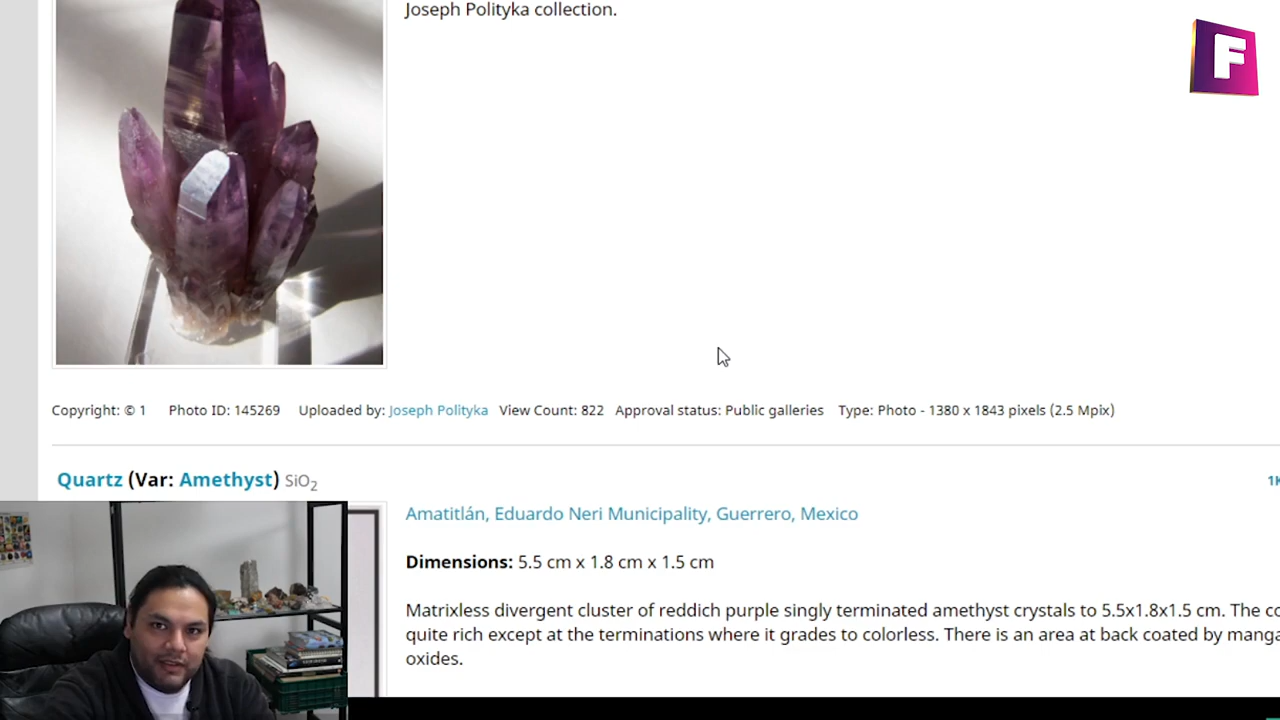 Joseph Polityka collection.
F
Copyright: © 1 Photo ID: 145269 Uploaded by: Joseph Polityka View Count: 822 Approval status: Public galleries Type: Photo - 1380 x 1843 pixels (2.5 Mpix)
Quartz (Var: Amethyst) SiO2
1K
Amatitlán, Eduardo Neri Municipality, Guerrero, Mexico
Dimensions: 5.5 cm x 1.8 cm x 1.5 cm
Matrixless divergent cluster of reddich purple singly terminated amethyst crystals to 5.5x1.8x1.5 cm. The co
quite rich except at the terminations where it grades to colorless. There is an area at back coated by manga
oxides.